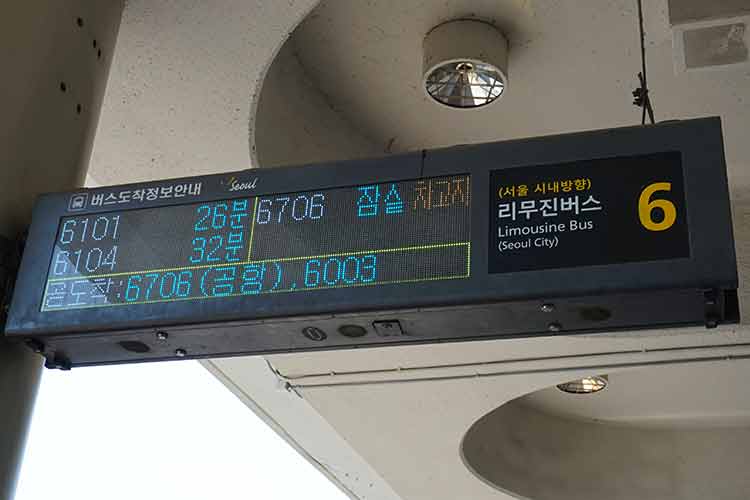 버스도착정보안내
Seoul
6101 26분
6104 32분
6706 잠실 차고지
곧도착:6706(공항),6003
(서울 시내방향)
리무진버스
Limousine Bus
(Seoul City)
6